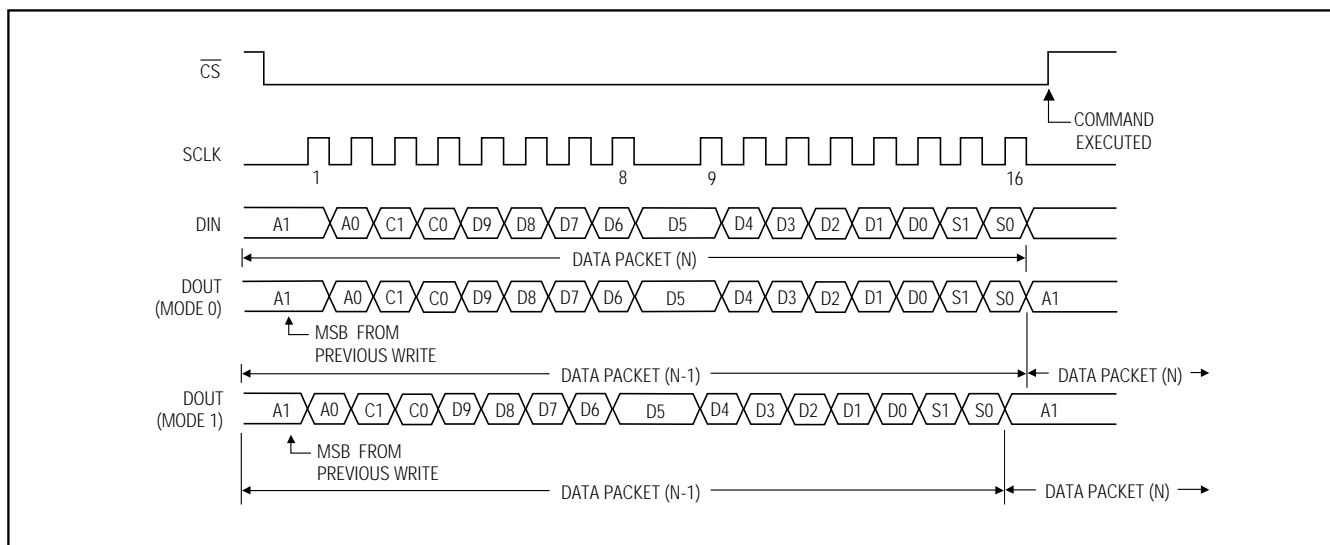 CS
COMMAND
EXECUTED
SCLK
1 8 9 16
DIN A1 A0 C1 C0 D9 D8 D7 D6 D5 D4 D3 D2 D1 D0 S1 S0
DATA PACKET (N)
DOUT
(MODE 0)
A1 A0 C1 C0 D9 D8 D7 D6 D5 D4 D3 D2 D1 D0 S1 S0 A1
MSB FROM
PREVIOUS WRITE
DATA PACKET (N-1) DATA PACKET (N)
DOUT
(MODE 1)
A1 A0 C1 C0 D9 D8 D7 D6 D5 D4 D3 D2 D1 D0 S1 S0 A1
MSB FROM
PREVIOUS WRITE
DATA PACKET (N-1) DATA PACKET (N)